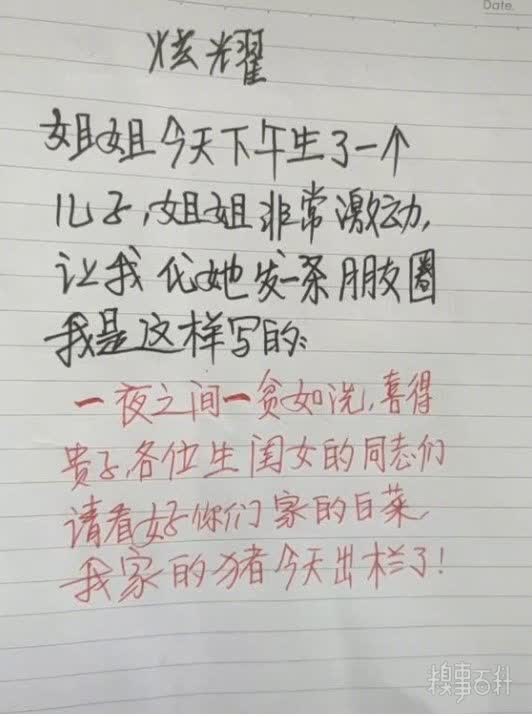 Date.
炫耀
姐姐今天下午生了一个
儿子,姐姐非常激动,
让我代她发一条朋友圈
我是这样写的:
一夜之间一贫如洗,喜得
贵子,各位生闺女的同志们
请看好你们家的白菜,
我家的猪今天出栏了!
糗事百科